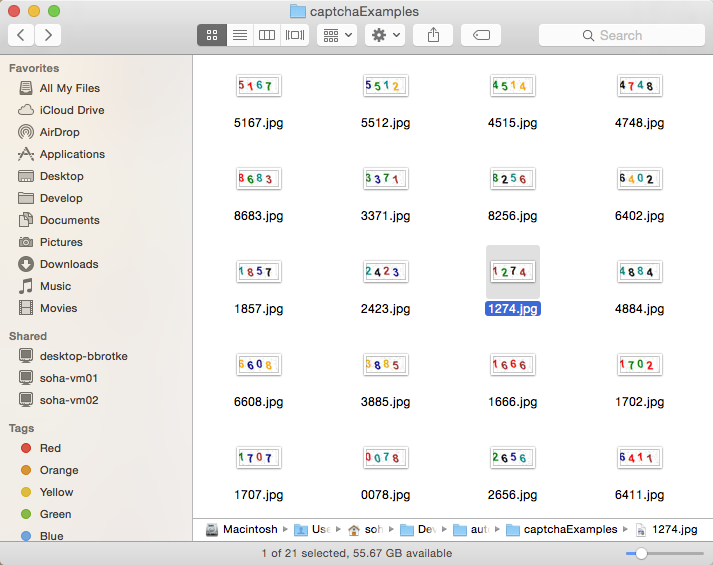 captchaExamples
Search
Favorites
All My Files
iCloud Drive
AirDrop
Applications
Desktop
Develop
Documents
Pictures
Downloads
Music
Movies
Shared
desktop-bbrotke
soha-vm01
soha-vm02
Tags
Red
Orange
Yellow
Green
Blue
5167 5512 4514 4748
5167.jpg 5512.jpg 4515.jpg 4748.jpg
8683 3371 8256 6402
8683.jpg 3371.jpg 8256.jpg 6402.jpg
1857 2423 1274 4884
1857.jpg 2423.jpg 1274.jpg 4884.jpg
6608 3885 1666 1702
6608.jpg 3885.jpg 1666.jpg 1702.jpg
1707 0078 2656 6411
1707.jpg 0078.jpg 2656.jpg 6411.jpg
Macintosh Use soh De aut captchaExamples 1274.jpg
1 of 21 selected, 55.67 GB available